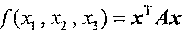 f(x₁, x₂, x₃) = xᵀAx